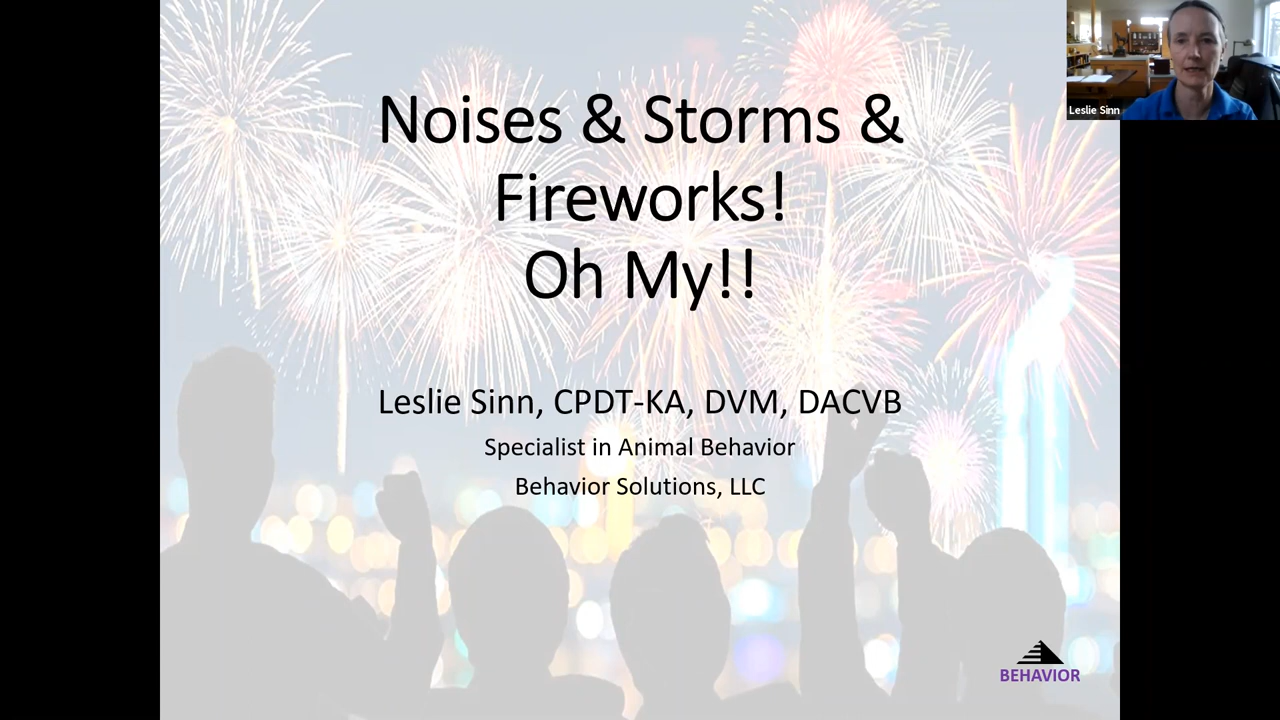 Noises & Storms &
Fireworks!
Oh My!!
Leslie Sinn, CPDT-KA, DVM, DACVB
Specialist in Animal Behavior
Behavior Solutions, LLC
BEHAVIOR
Leslie Sinn